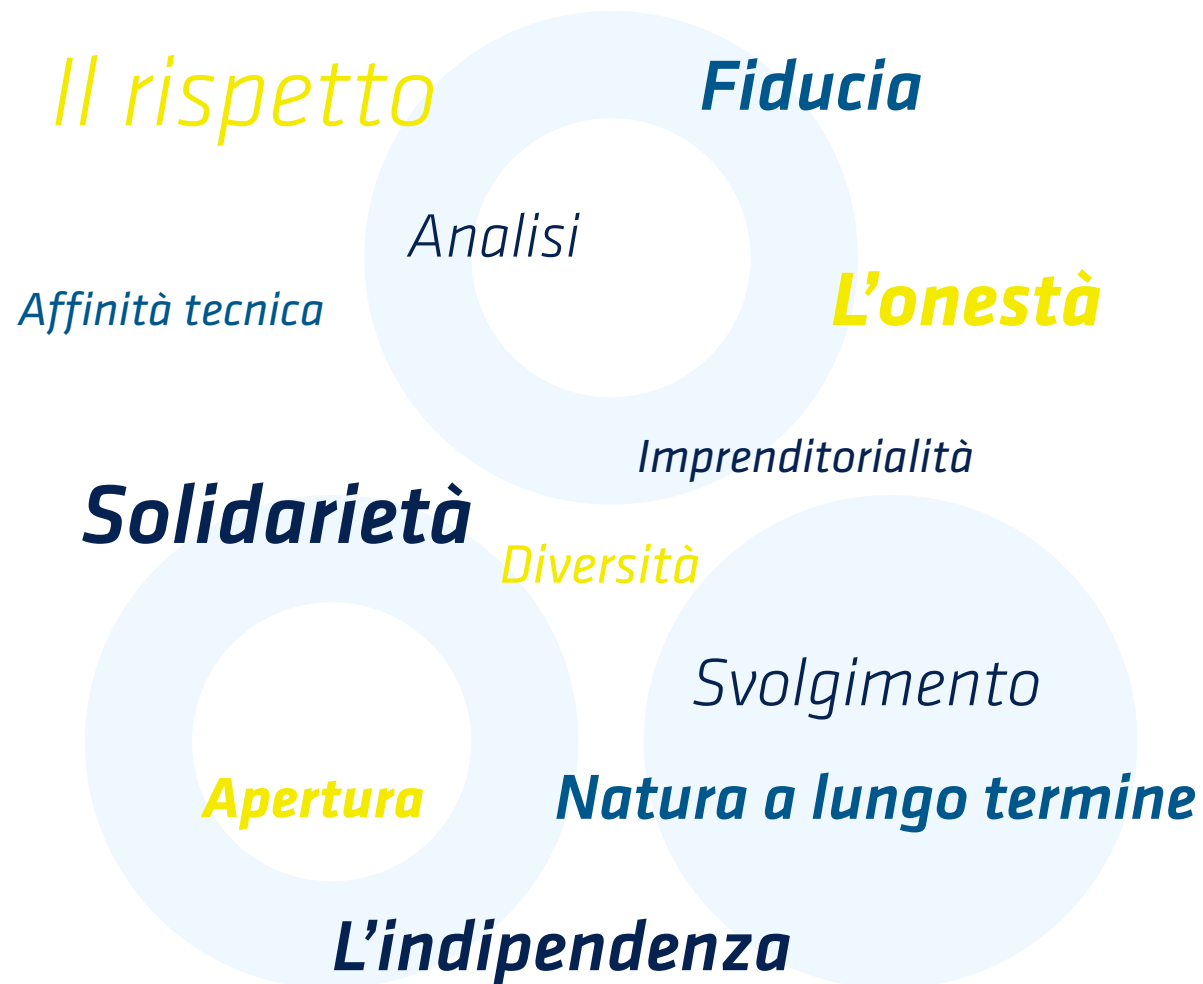 Il rispetto
Fiducia
Analisi
Affinità tecnica
L’onestà
Imprenditorialità
Solidarietà
Diversità
Svolgimento
Apertura
Natura a lungo termine
L’indipendenza